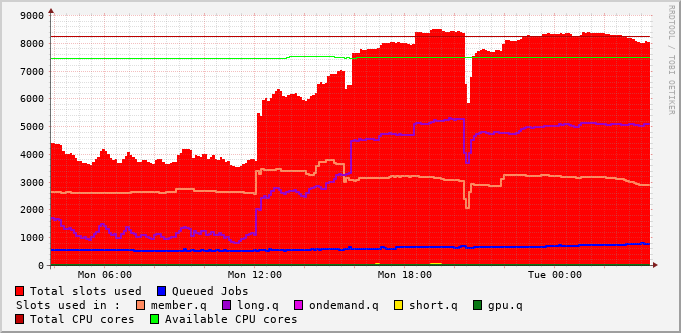 9000
8000
7000
6000
5000
4000
3000
2000
1000
0
Mon 06:00 Mon 12:00 Mon 18:00 Tue 00:00
RRDTOOL / TOBI OETIKER
Total slots used Queued Jobs
Slots used in : member.q long.q ondemand.q short.q gpu.q
Total CPU cores Available CPU cores